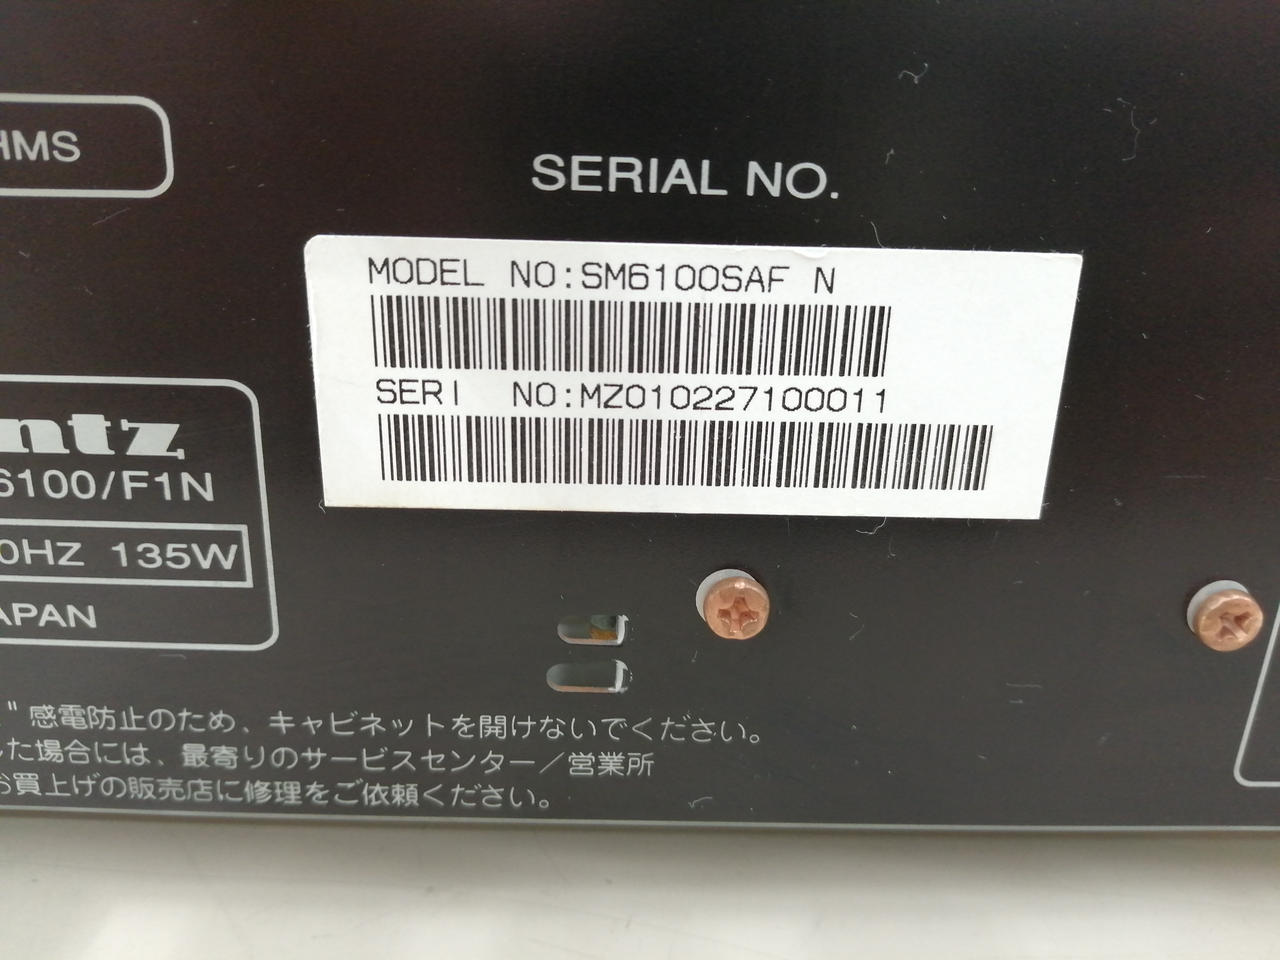 HMS
SERIAL NO.
MODEL NO:SM6100SAF N
SERI NO:MZ010227100011
ntz
6100/F1N
0HZ 135W
APAN
" 感電防止のため、キャビネットを開けないでください。
した場合には、最寄りのサービスセンター／営業所
お買上げの販売店に修理をご依頼ください。